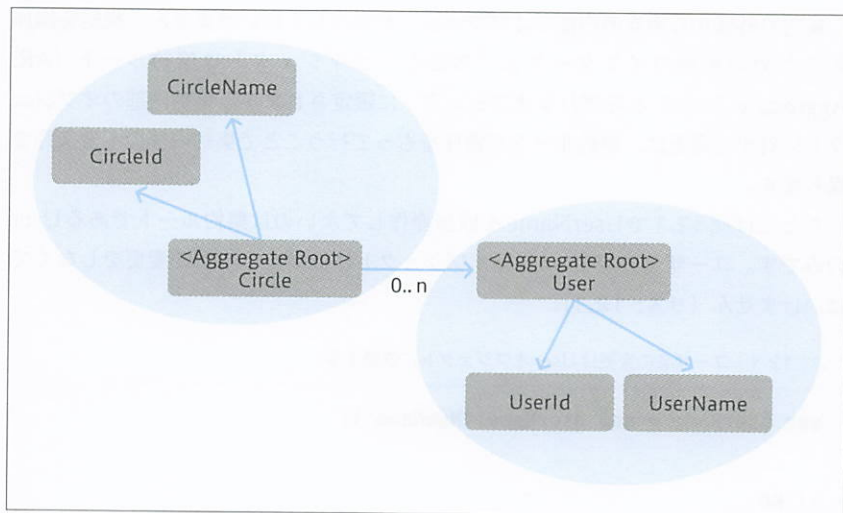 CircleName
CircleId
<Aggregate Root>
Circle
0..n
<Aggregate Root>
User
UserId
UserName